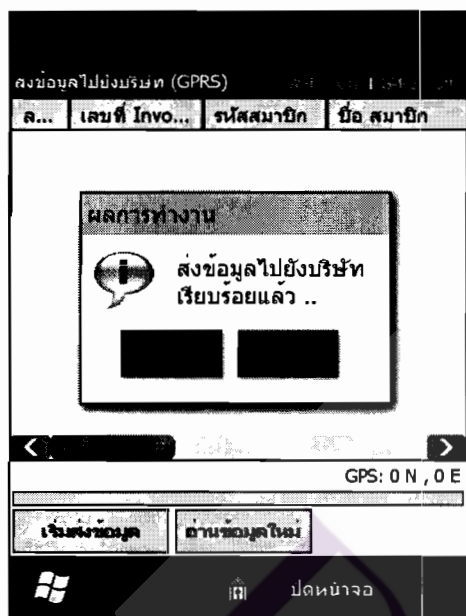 ส่งข้อมูลไปยังบริษัท (GPRS)
ล... เลขที่ Invo... รหัสสมาชิก ชื่อ สมาชิก
ผลการทำงาน
ส่งข้อมูลไปยังบริษัท
เรียบร้อยแล้ว ..
GPS: 0 N , 0 E
เริ่มส่งข้อมูล อ่านข้อมูลใหม่
ปิดหน้าจอ